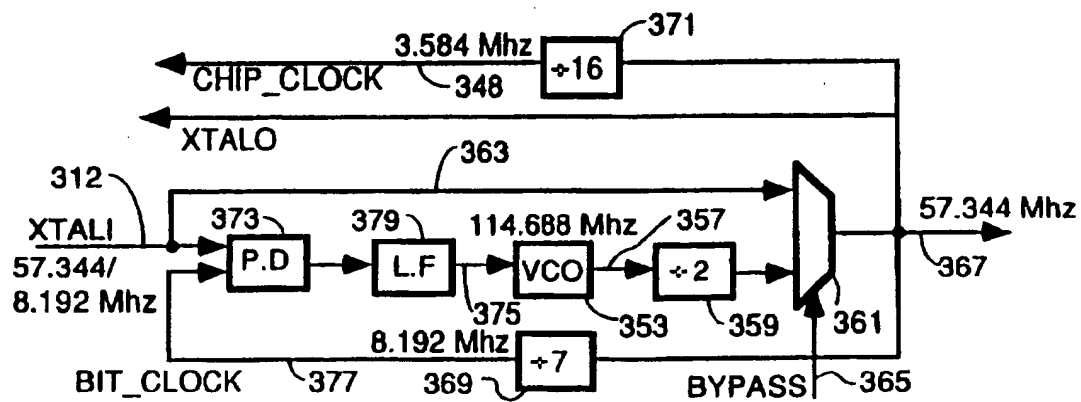 3.584 Mhz
÷16
371
CHIP_CLOCK
348
XTALO
312
363
XTALI
373
379
114.688 Mhz
357
57.344 Mhz
P.D
L.F
VCO
÷2
367
57.344/
8.192 Mhz
375
353
359
361
8.192 Mhz
÷7
BIT_CLOCK
377
369
BYPASS
365